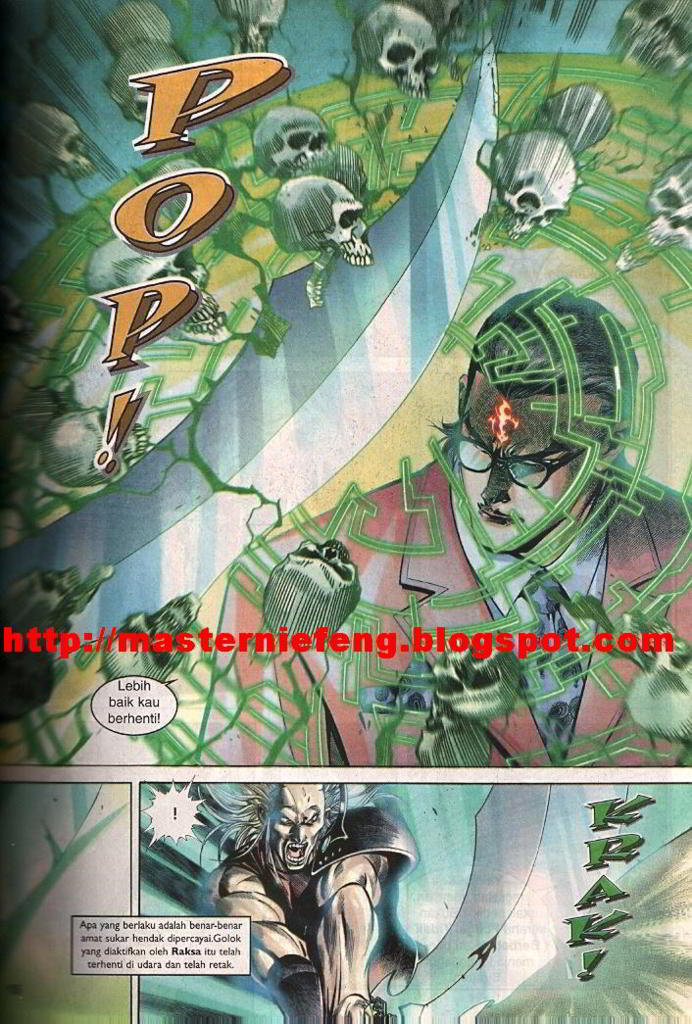 POP!
http://masterniefeng.blogspot.com
Lebih
baik kau
berhenti!
!
KRAK!
Apa yang berlaku adalah benar-benar
amat sukar hendak dipercayai.Golok
yang diaktifkan oleh Raksa itu telah
terhenti di udara dan telah retak.